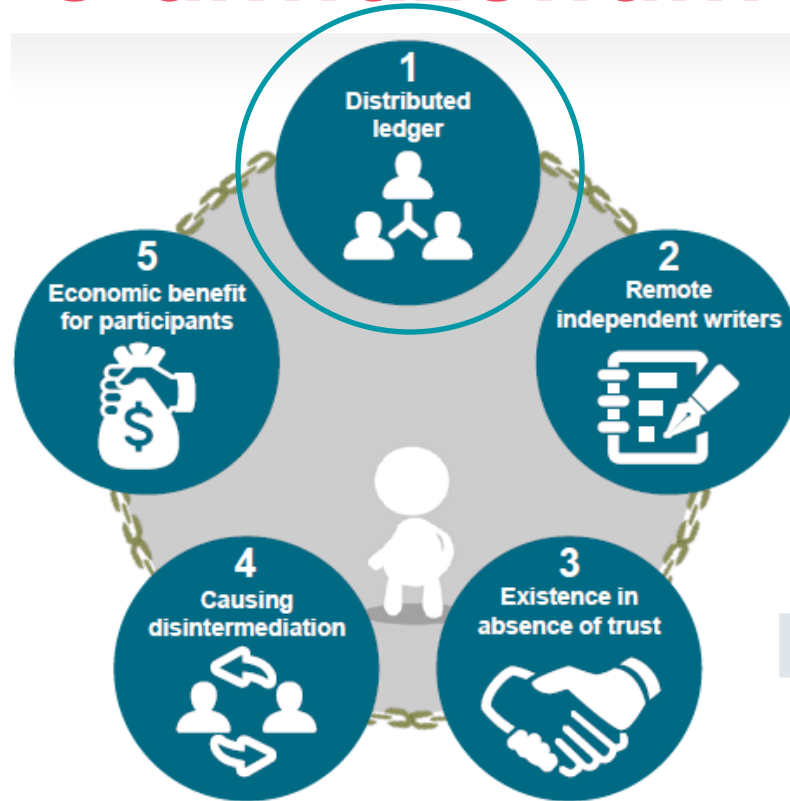 1
Distributed
ledger
5
Economic benefit
for participants
$
2
Remote
independent writers
4
Causing
disintermediation
3
Existence in
absence of trust